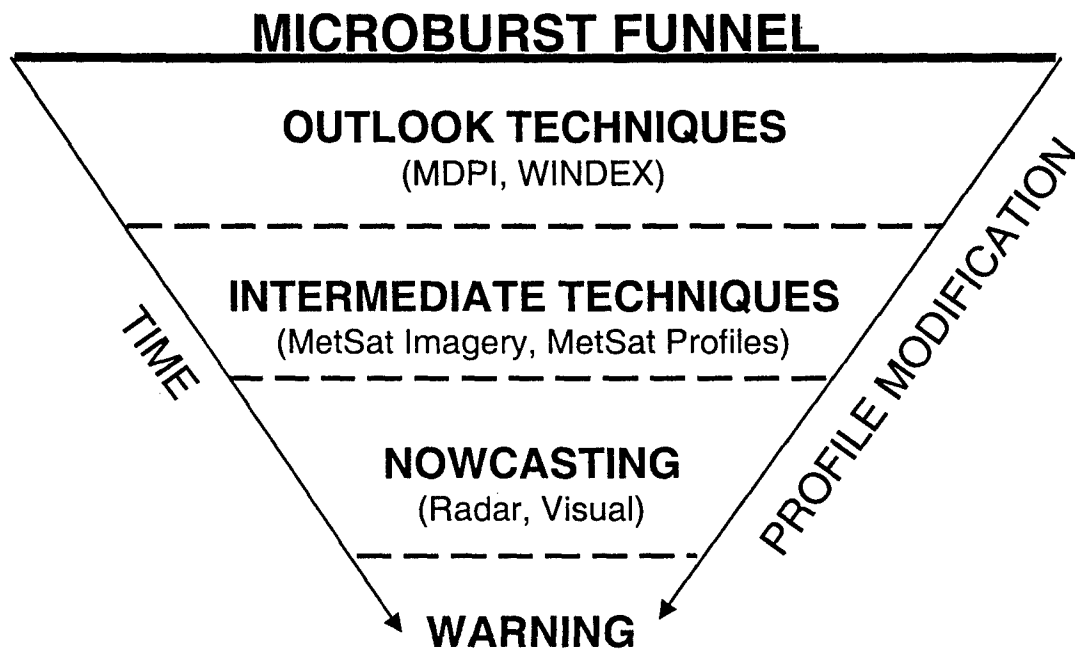 MICROBURST FUNNEL
OUTLOOK TECHNIQUES
(MDPI, WINDEX)
INTERMEDIATE TECHNIQUES
(MetSat Imagery, MetSat Profiles)
TIME
PROFILE MODIFICATION
NOWCASTING
(Radar, Visual)
WARNING